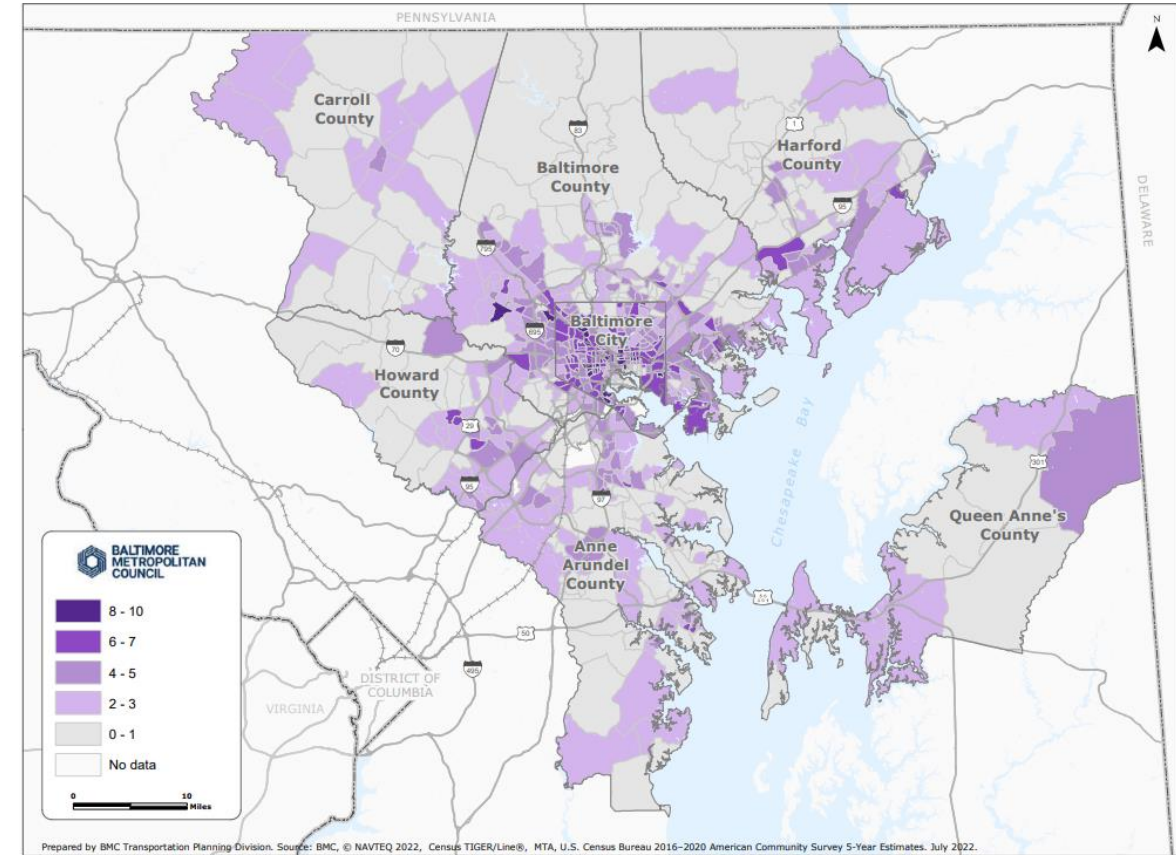 PENNSYLVANIA
N
Carroll
County
83
1
Harford
County
Baltimore
County
95
DELAWARE
795
Baltimore
City
695
70
Howard
County
29
Chesapeake Bay
301
95
97
Queen Anne's
County
Anne
Arundel
County
50
495
DISTRICT OF
COLUMBIA
VIRGINIA
BALTIMORE
METROPOLITAN
COUNCIL
8 - 10
6 - 7
4 - 5
2 - 3
0 - 1
No data
0 10
Miles
Prepared by BMC Transportation Planning Division. Source: BMC, © NAVTEQ 2022, Census TIGER/Line®, MTA, U.S. Census Bureau 2016–2020 American Community Survey 5-Year Estimates. July 2022.